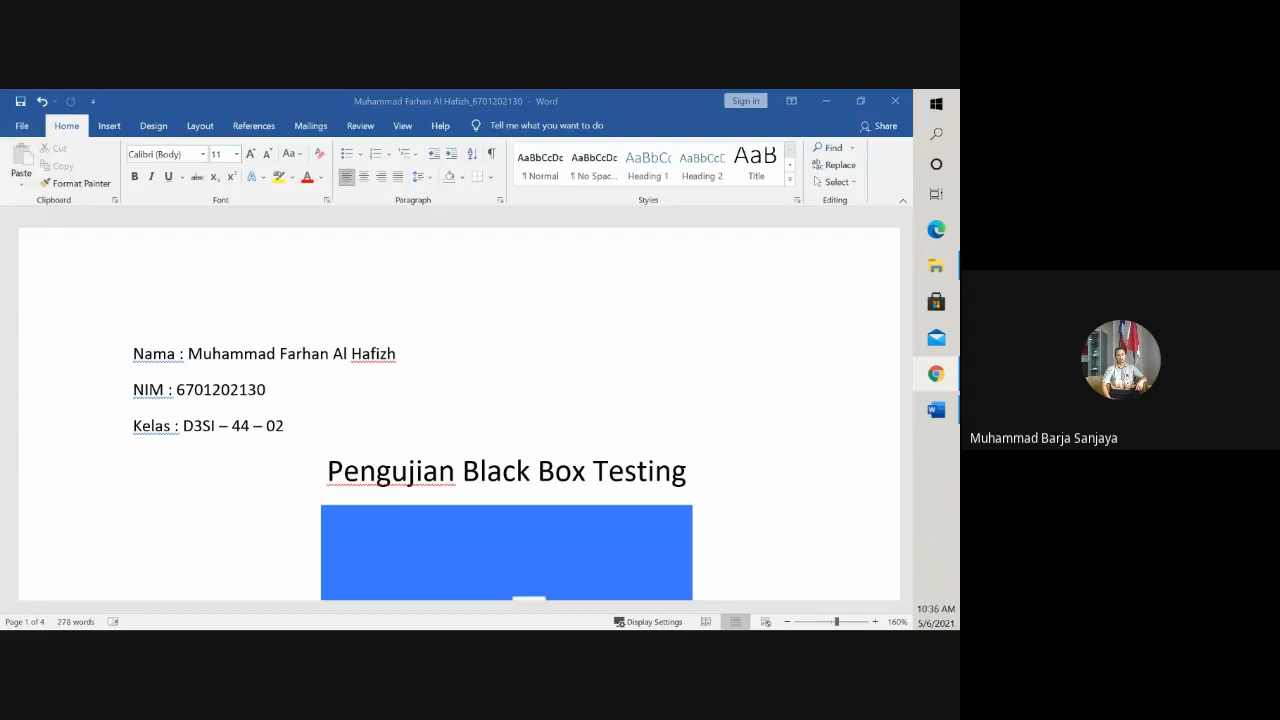 Muhammad Farhan Al Hafizh_6701202130 - Word
Sign in
File Home Insert Design Layout References Mailings Review View Help Tell me what you want to do Share
Paste
Cut
Copy
Format Painter
Clipboard
Calibri (Body) 11
Font
Paragraph
AaBbCcDc AaBbCcDc AaBbCc AaBbCcD AaB
¶ Normal ¶ No Spac... Heading 1 Heading 2 Title
Styles
Find
Replace
Select
Editing
Nama : Muhammad Farhan Al Hafizh
NIM : 6701202130
Kelas : D3SI – 44 – 02
Pengujian Black Box Testing
Page 1 of 4 278 words Display Settings 160%
10:36 AM
5/6/2021
Muhammad Barja Sanjaya